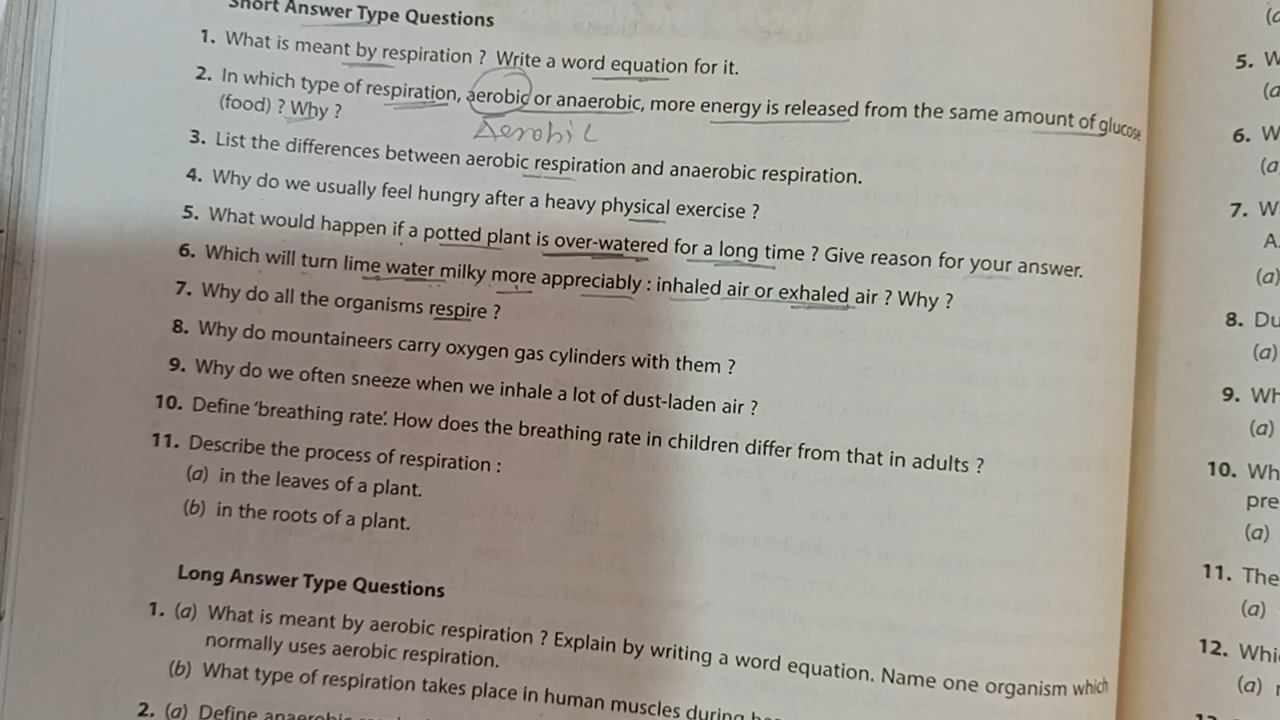 Short Answer Type Questions
1. What is meant by respiration ? Write a word equation for it.
2. In which type of respiration, aerobic or anaerobic, more energy is released from the same amount of glucose
(food) ? Why ?
Aerobic
3. List the differences between aerobic respiration and anaerobic respiration.
4. Why do we usually feel hungry after a heavy physical exercise ?
5. What would happen if a potted plant is over-watered for a long time ? Give reason for your answer.
6. Which will turn lime water milky more appreciably : inhaled air or exhaled air ? Why ?
7. Why do all the organisms respire ?
8. Why do mountaineers carry oxygen gas cylinders with them ?
9. Why do we often sneeze when we inhale a lot of dust-laden air ?
10. Define 'breathing rate'. How does the breathing rate in children differ from that in adults ?
11. Describe the process of respiration :
(a) in the leaves of a plant.
(b) in the roots of a plant.
Long Answer Type Questions
1. (a) What is meant by aerobic respiration ? Explain by writing a word equation. Name one organism which
normally uses aerobic respiration.
(b) What type of respiration takes place in human muscles during
2. (a) Define
5.
(a
6. W
(a
7. W
A.
(a)
8. Du
(a)
9. Wh
(a)
10. Wh
pre
(a)
11. The
(a)
12. Whi
(a)